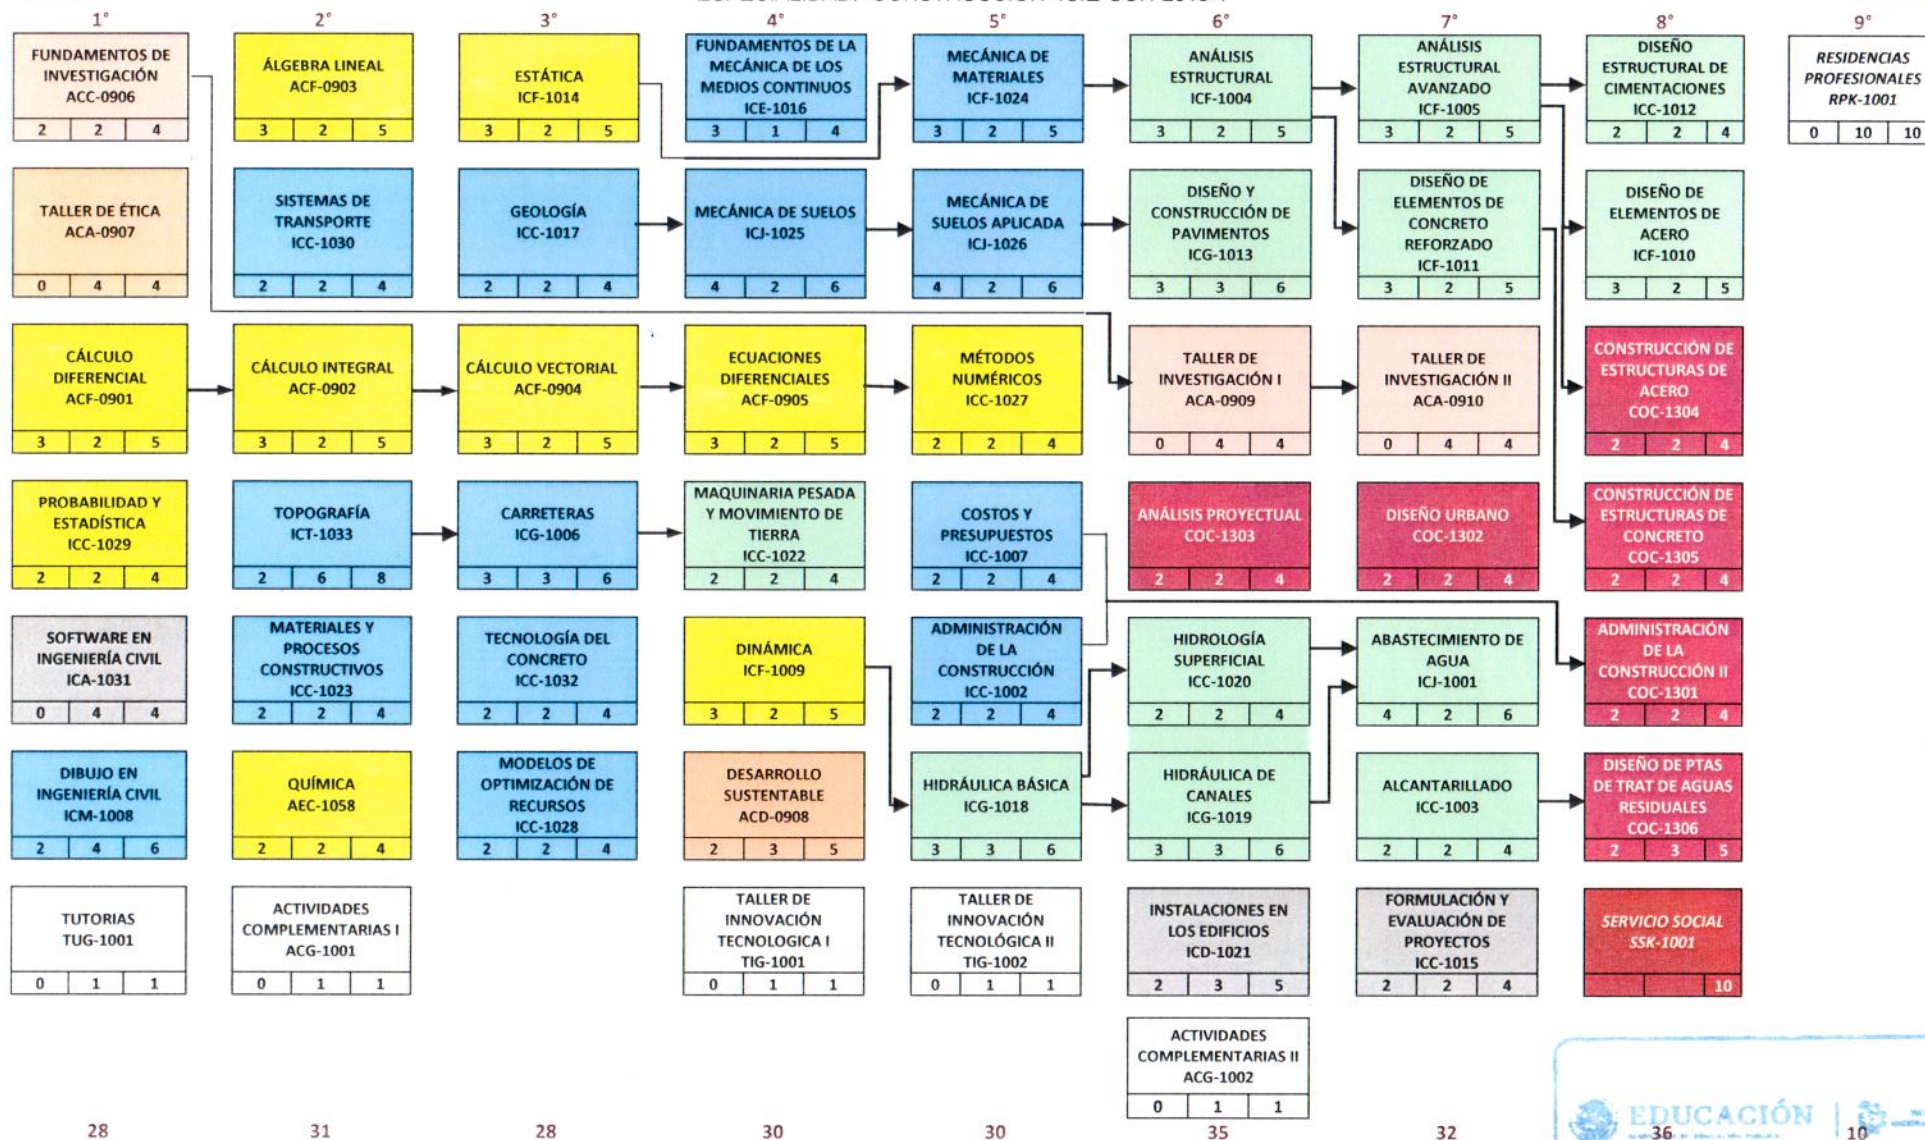 ESPECIALIDAD: CONSTRUCCIÓN
1°
2°
3°
4°
5°
6°
7°
8°
9°
FUNDAMENTOS DE
INVESTIGACIÓN
ACC-0906
2 2 4
ÁLGEBRA LINEAL
ACF-0903
3 2 5
ESTÁTICA
ICF-1014
3 2 5
FUNDAMENTOS DE LA
MECÁNICA DE LOS
MEDIOS CONTINUOS
ICE-1016
3 1 4
MECÁNICA DE
MATERIALES
ICF-1024
3 2 5
ANÁLISIS
ESTRUCTURAL
ICF-1004
3 2 5
ANÁLISIS
ESTRUCTURAL
AVANZADO
ICF-1005
3 2 5
DISEÑO
ESTRUCTURAL DE
CIMENTACIONES
ICC-1012
2 2 4
RESIDENCIAS
PROFESIONALES
RPK-1001
0 10 10
TALLER DE ÉTICA
ACA-0907
0 4 4
SISTEMAS DE
TRANSPORTE
ICC-1030
2 2 4
GEOLOGÍA
ICC-1017
2 2 4
MECÁNICA DE SUELOS
ICJ-1025
4 2 6
MECÁNICA DE
SUELOS APLICADA
ICJ-1026
4 2 6
DISEÑO Y
CONSTRUCCIÓN DE
PAVIMENTOS
ICG-1013
3 3 6
DISEÑO DE
ELEMENTOS DE
CONCRETO
REFORZADO
ICF-1011
3 2 5
DISEÑO DE
ELEMENTOS DE
ACERO
ICF-1010
3 2 5
CÁLCULO
DIFERENCIAL
ACF-0901
3 2 5
CÁLCULO INTEGRAL
ACF-0902
3 2 5
CÁLCULO VECTORIAL
ACF-0904
3 2 5
ECUACIONES
DIFERENCIALES
ACF-0905
3 2 5
MÉTODOS
NUMÉRICOS
ICC-1027
2 2 4
TALLER DE
INVESTIGACIÓN I
ACA-0909
0 4 4
TALLER DE
INVESTIGACIÓN II
ACA-0910
0 4 4
CONSTRUCCIÓN DE
ESTRUCTURAS DE
ACERO
COC-1304
2 2 4
PROBABILIDAD Y
ESTADÍSTICA
ICC-1029
2 2 4
TOPOGRAFÍA
ICT-1033
2 6 8
CARRETERAS
ICG-1006
3 3 6
MAQUINARIA PESADA
Y MOVIMIENTO DE
TIERRA
ICC-1022
2 2 4
COSTOS Y
PRESUPUESTOS
ICC-1007
2 2 4
ANÁLISIS PROYECTUAL
COC-1303
2 2 4
DISEÑO URBANO
COC-1302
2 2 4
CONSTRUCCIÓN DE
ESTRUCTURAS DE
CONCRETO
COC-1305
2 2 4
SOFTWARE EN
INGENIERÍA CIVIL
ICA-1031
0 4 4
MATERIALES Y
PROCESOS
CONSTRUCTIVOS
ICC-1023
2 2 4
TECNOLOGÍA DEL
CONCRETO
ICC-1032
2 2 4
DINÁMICA
ICF-1009
3 2 5
ADMINISTRACIÓN
DE LA
CONSTRUCCIÓN
ICC-1002
2 2 4
HIDROLOGÍA
SUPERFICIAL
ICC-1020
2 2 4
ABASTECIMIENTO DE
AGUA
ICJ-1001
4 2 6
ADMINISTRACIÓN
DE LA
CONSTRUCCIÓN II
COC-1301
2 2 4
DIBUJO EN
INGENIERÍA CIVIL
ICM-1008
2 4 6
QUÍMICA
AEC-1058
2 2 4
MODELOS DE
OPTIMIZACIÓN DE
RECURSOS
ICC-1028
2 2 4
DESARROLLO
SUSTENTABLE
ACD-0908
2 3 5
HIDRÁULICA BÁSICA
ICG-1018
3 3 6
HIDRÁULICA DE
CANALES
ICG-1019
3 3 6
ALCANTARILLADO
ICC-1003
2 2 4
DISEÑO DE PTAS
DE TRAT DE AGUAS
RESIDUALES
COC-1306
2 3 5
TUTORIAS
TUG-1001
0 1 1
ACTIVIDADES
COMPLEMENTARIAS I
ACG-1001
0 1 1
TALLER DE
INNOVACIÓN
TECNOLOGICA I
TIG-1001
0 1 1
TALLER DE
INNOVACIÓN
TECNOLÓGICA II
TIG-1002
0 1 1
INSTALACIONES EN
LOS EDIFICIOS
ICD-1021
2 3 5
FORMULACIÓN Y
EVALUACIÓN DE
PROYECTOS
ICC-1015
2 2 4
SERVICIO SOCIAL
SSK-1001
10
ACTIVIDADES
COMPLEMENTARIAS II
ACG-1002
0 1 1
EDUCACIÓN
28
31
28
30
30
35
32
36
10